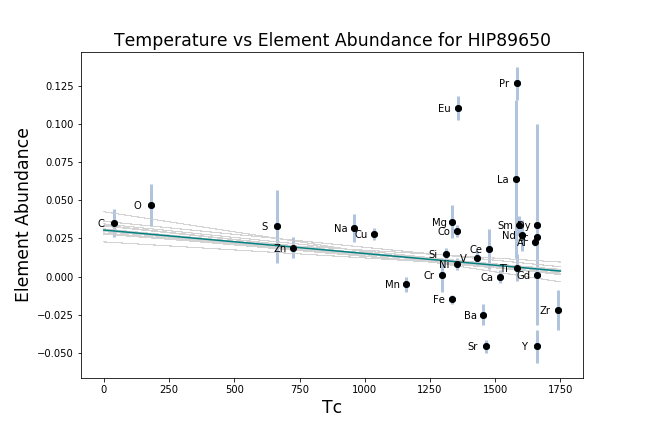 Temperature vs Element Abundance for HIP89650
Element Abundance
0.125
0.100
0.075
0.050
0.025
0.000
−0.025
−0.050
Pr
Eu
La
O
C
S
Zn
Na
Cu
Mg
Co
Sm
Dy
Nd
Ce
Si
V
Ni
Ti
Cr
Ca
Gd
Mn
Fe
Ba
Zr
Sr
Y
0
250
500
750
1000
1250
1500
1750
Tc